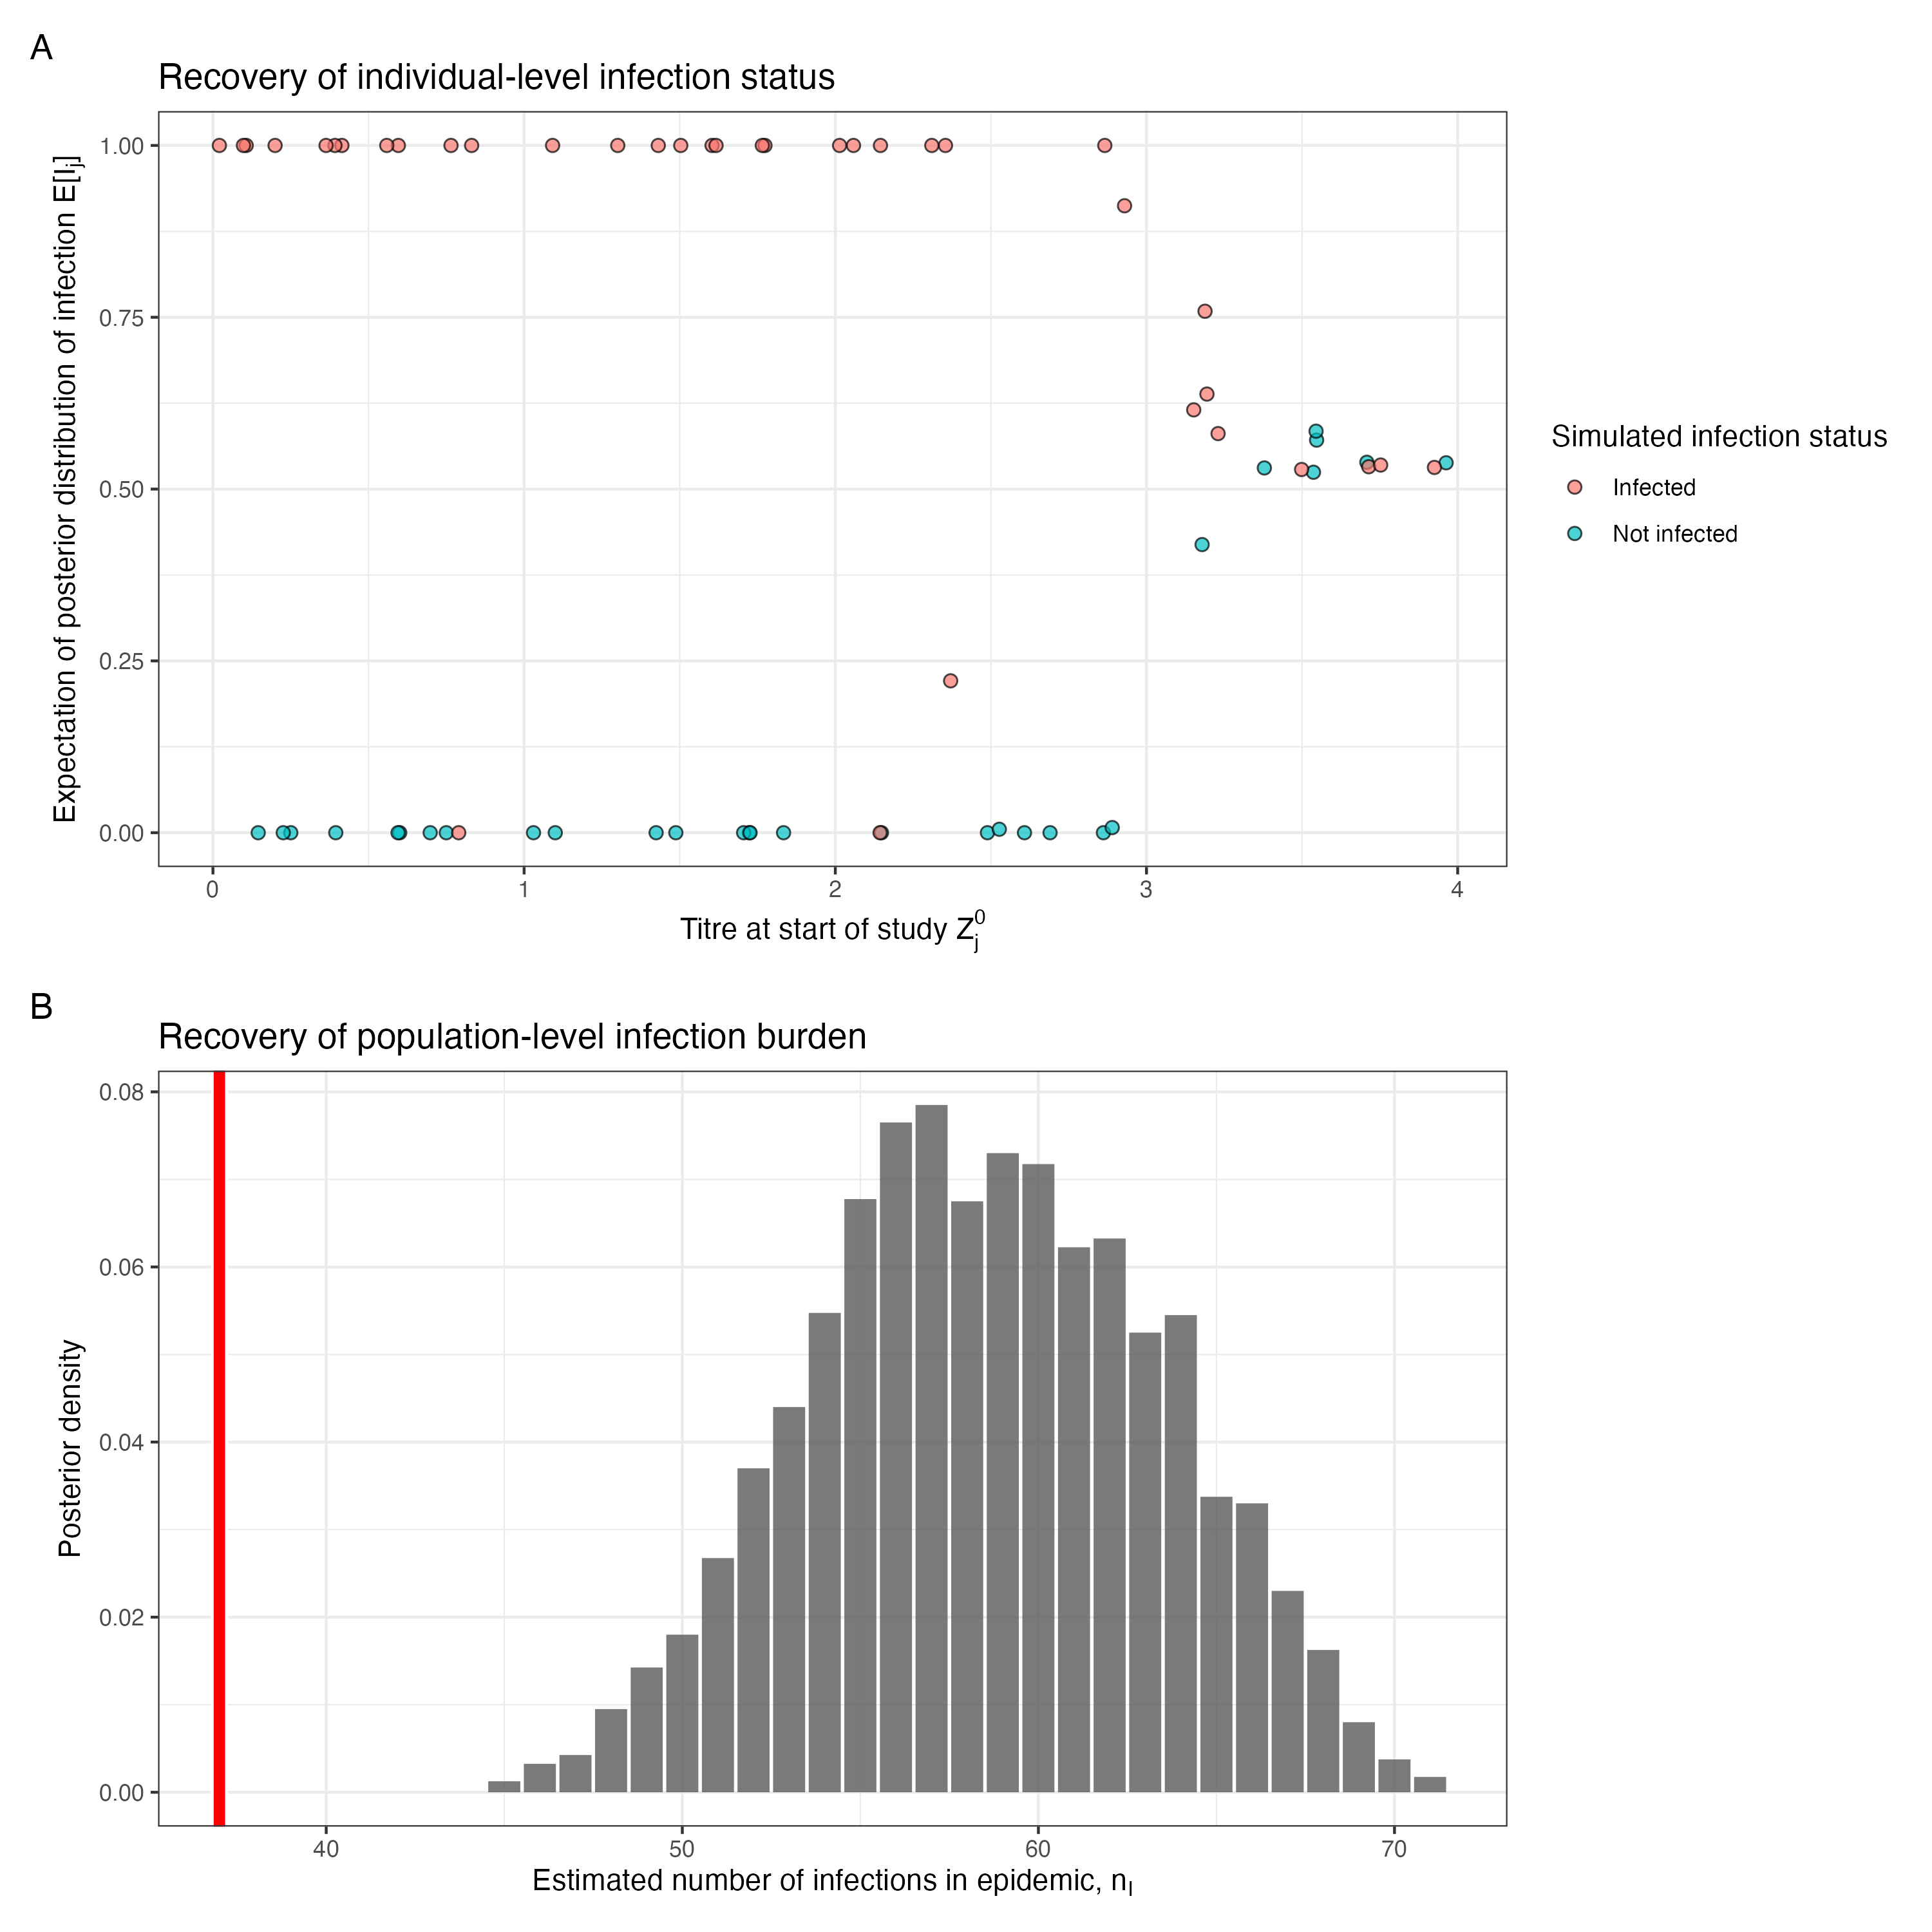 A
Recovery of individual-level infection status
Expectation of posterior distribution of infection E[Ij]
1.00
0.75
0.50
0.25
0.00
0 1 2 3 4
Titre at start of study Z0j
Simulated infection status
Infected
Not infected
B
Recovery of population-level infection burden
Posterior density
0.08
0.06
0.04
0.02
0.00
40 50 60 70
Estimated number of infections in epidemic, nI